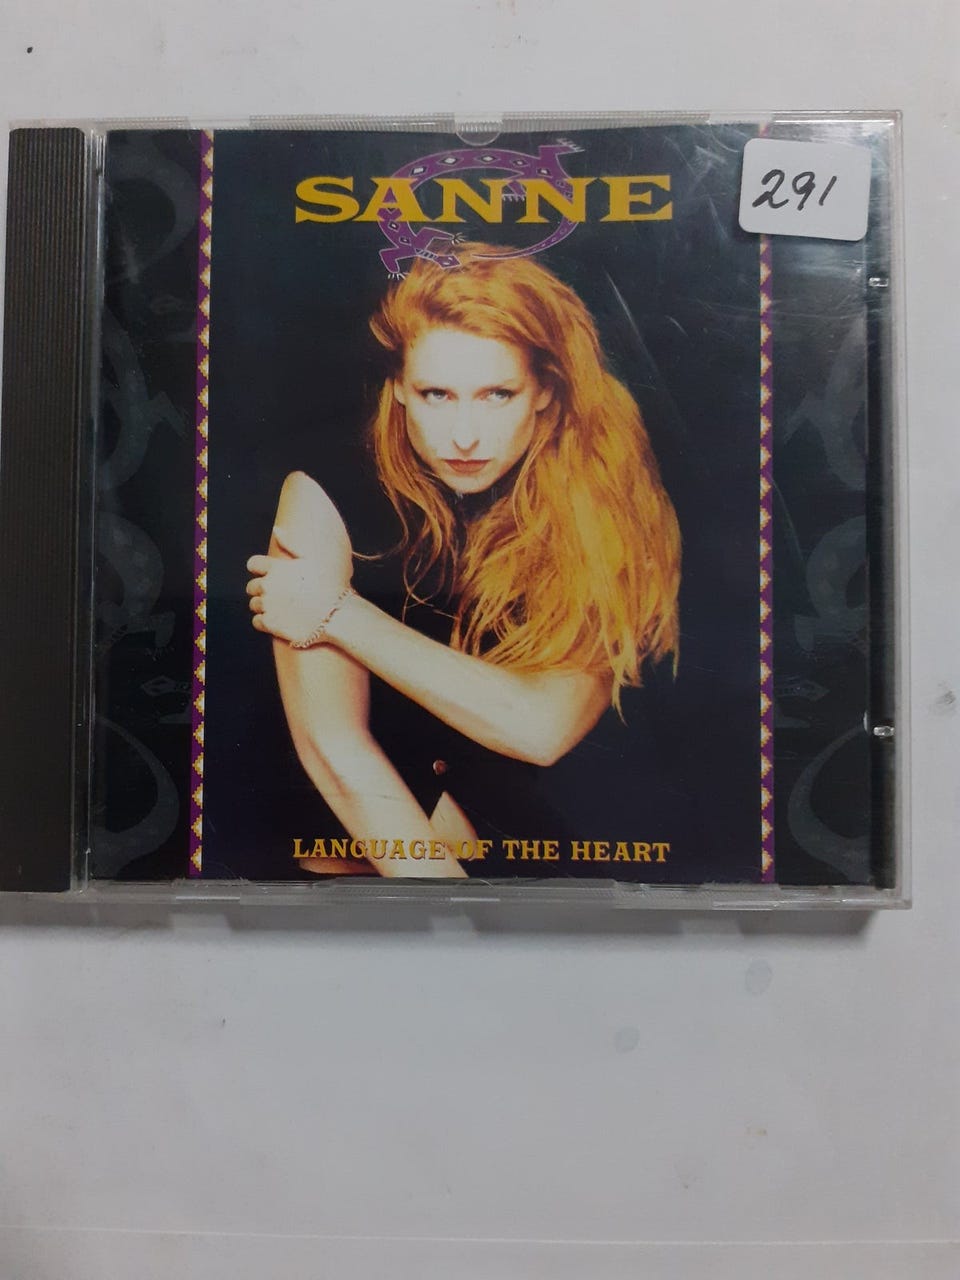 SANNE
291
LANGUAGE OF THE HEART